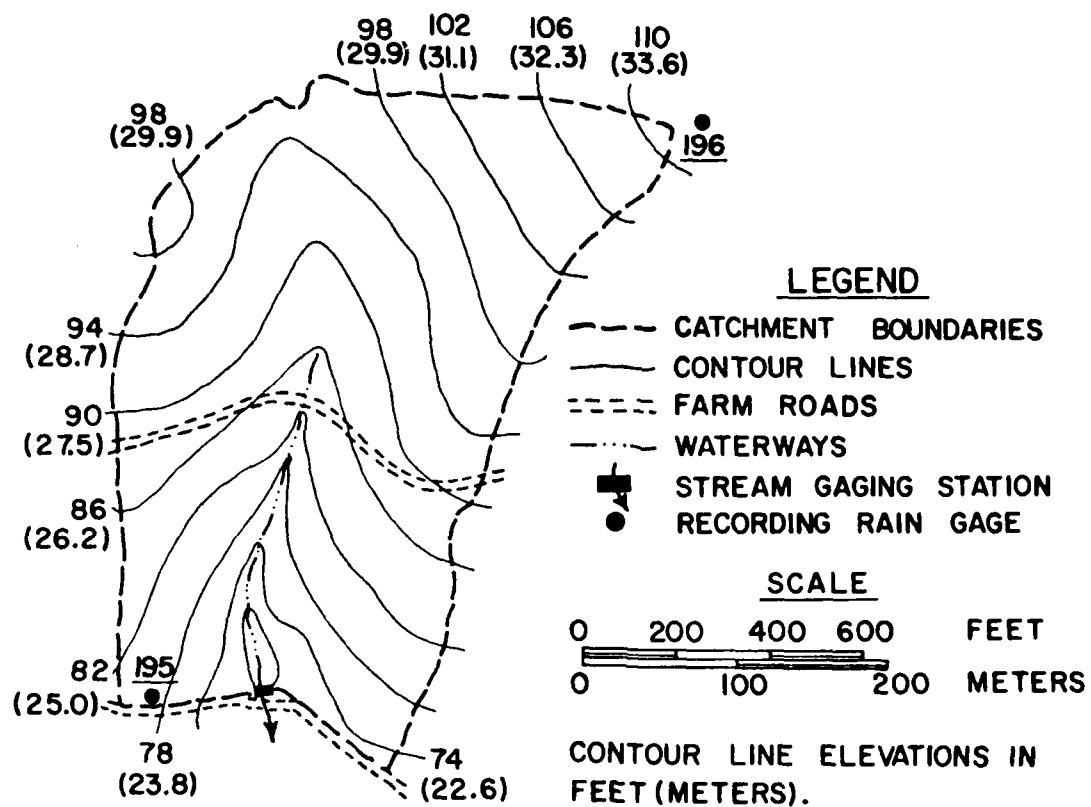 98
(29.9)
102
(31.1)
106
(32.3)
110
(33.6)
98
(29.9)
196
94
(28.7)
90
(27.5)
86
(26.2)
82
(25.0)
195
78
(23.8)
74
(22.6)
LEGEND
CATCHMENT BOUNDARIES
CONTOUR LINES
FARM ROADS
WATERWAYS
STREAM GAGING STATION
RECORDING RAIN GAGE
SCALE
0 200 400 600 FEET
0 100 200 METERS
CONTOUR LINE ELEVATIONS IN
FEET (METERS).